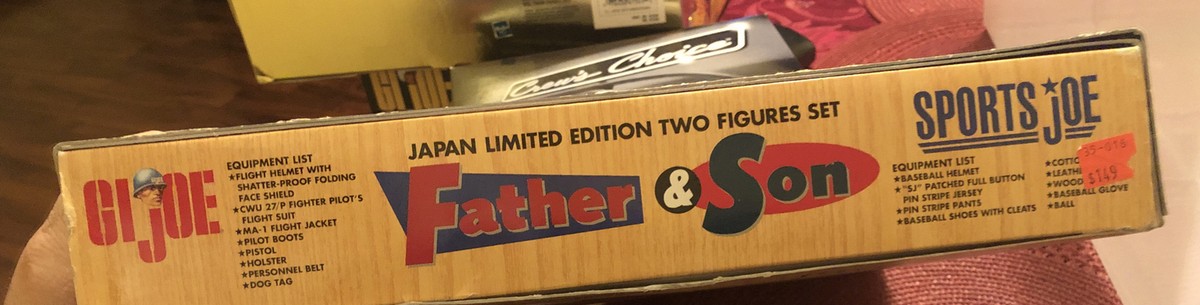 Crew's Choice
GI JOE
JAPAN LIMITED EDITION TWO FIGURES SET
Father & Son
GI JOE
EQUIPMENT LIST
★FLIGHT HELMET WITH
SHATTER-PROOF FOLDING
FACE SHIELD
★CWU 27/P FIGHTER PILOT'S
FLIGHT SUIT
★MA-1 FLIGHT JACKET
★PILOT BOOTS
★PISTOL
★HOLSTER
★PERSONNEL BELT
★DOG TAG
SPORTS JOE
EQUIPMENT LIST
★BASEBALL HELMET
★"SJ" PATCHED FULL BUTTON
PIN STRIPE JERSEY
★PIN STRIPE PANTS
★BASEBALL SHOES WITH CLEATS
★WOOD
★BASEBALL GLOVE
★BALL
$149